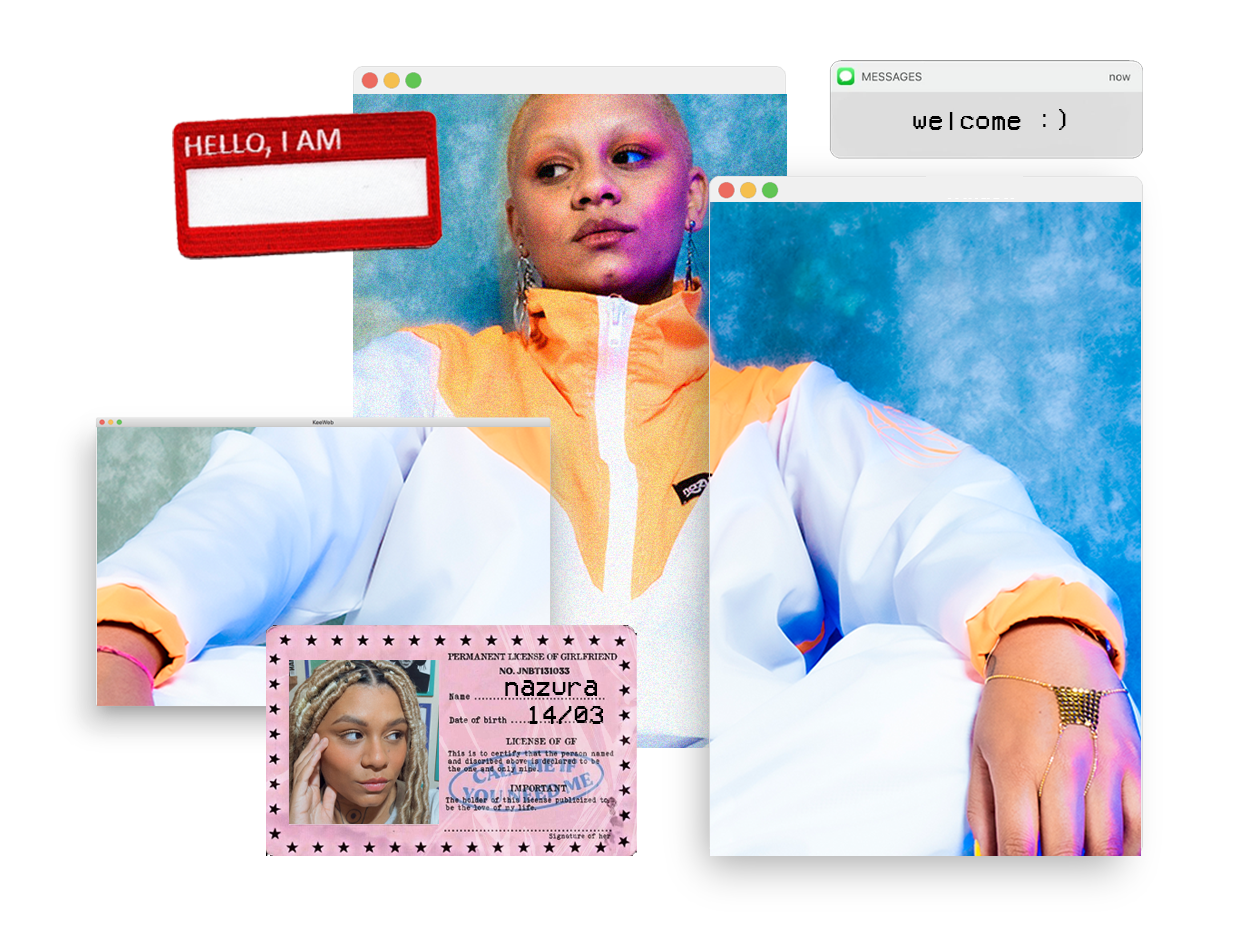 MESSAGES
now
welcome :)
HELLO, I AM
KeeWeb
PERMANENT LICENSE OF GIRLFRIEND
NO. JNBT131033
Name nazura
Date of birth 14/03
LICENSE OF GF
This is to certify that the person named
and discribed above is declared to be
the one and only mine.
CALL ME IF
YOU NEED ME
IMPORTANT
The holder of this license publicized to
be the love of my life.
Signature of her